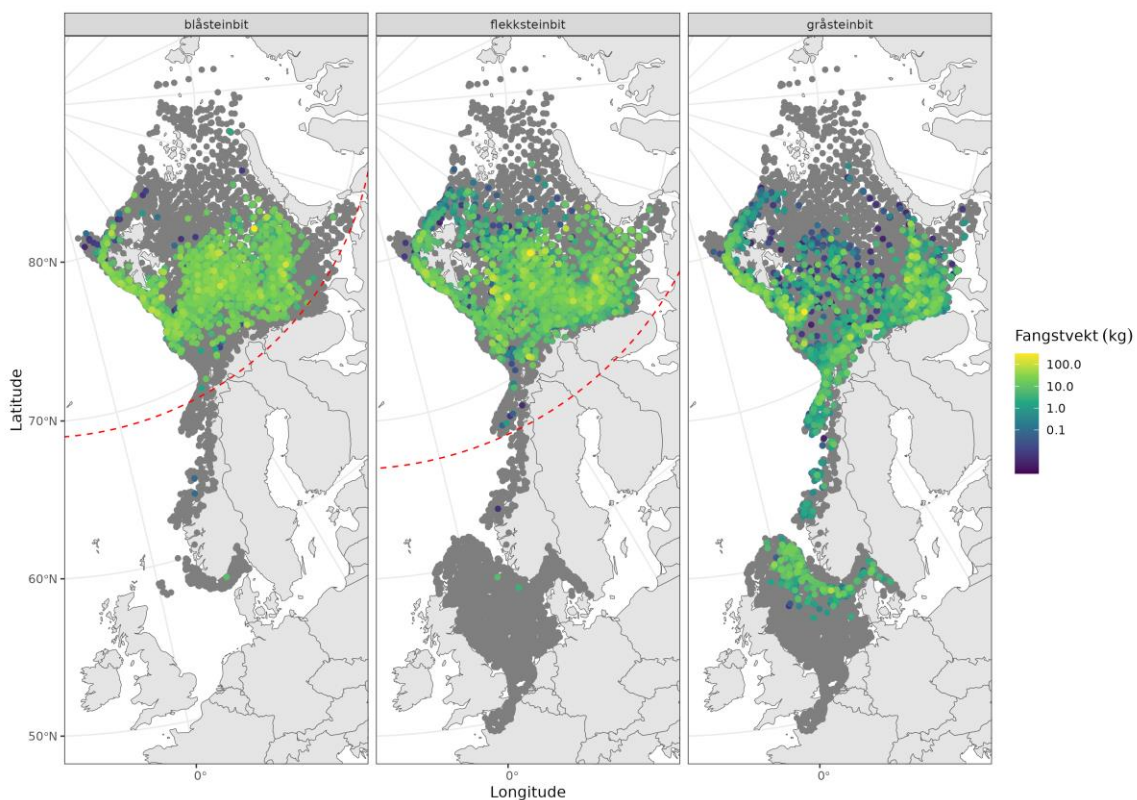 blåsteinbit
flekksteinbit
gråsteinbit
80°N
70°N
60°N
50°N
Latitude
0°
0°
0°
Longitude
Fangstvekt (kg)
100.0
10.0
1.0
0.1